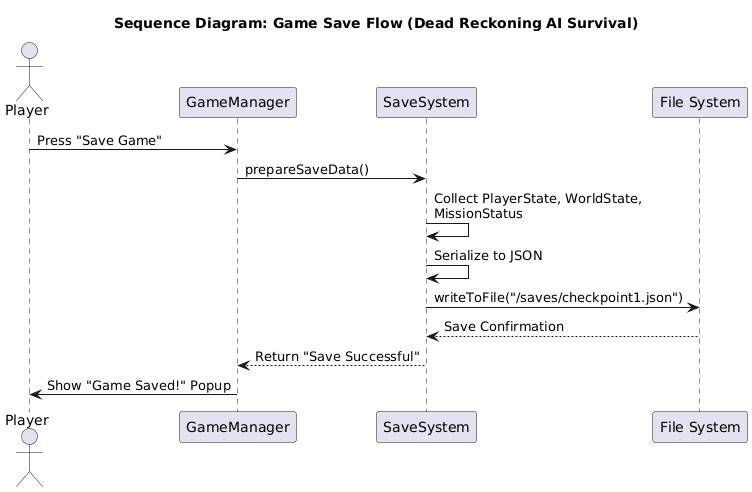 Sequence Diagram: Game Save Flow (Dead Reckoning AI Survival)
Player
GameManager
SaveSystem
File System
Press "Save Game"
prepareSaveData()
Collect PlayerState, WorldState,
MissionStatus
Serialize to JSON
writeToFile("/saves/checkpoint1.json")
Save Confirmation
Return "Save Successful"
Show "Game Saved!" Popup
Player
GameManager
SaveSystem
File System